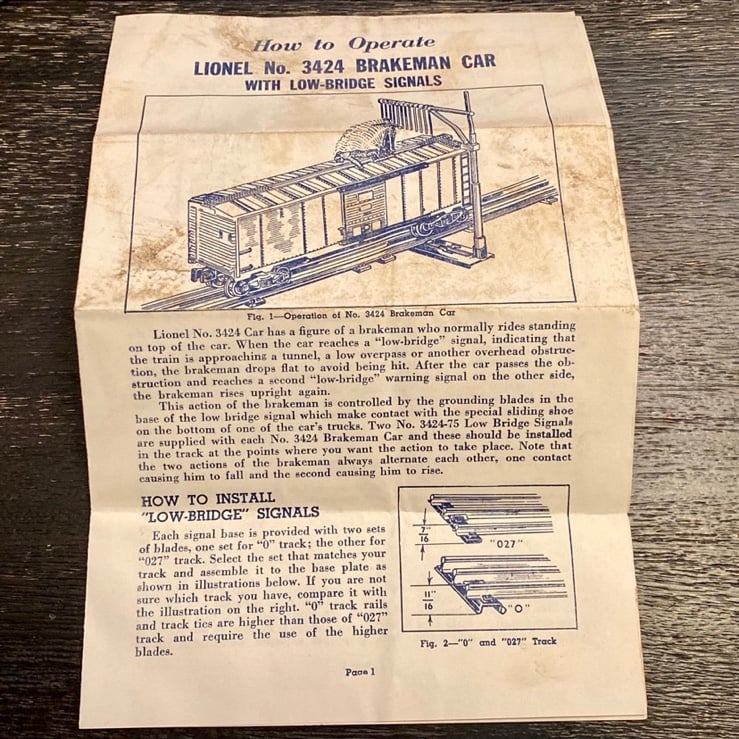 How to Operate
LIONEL No. 3424 BRAKEMAN CAR
WITH LOW-BRIDGE SIGNALS
Fig. 1—Operation of No. 3424 Brakeman Car
Lionel No. 3424 Car has a figure of a brakeman who normally rides standing
on top of the car. When the car reaches a "low-bridge" signal, indicating that
the train is approaching a tunnel, a low overpass or another overhead obstruc-
tion, the brakeman drops flat to avoid being hit. After the car passes the ob-
struction and reaches a second "low-bridge" warning signal on the other side,
the brakeman rises upright again.
This action of the brakeman is controlled by the grounding blades in the
base of the low bridge signal which make contact with the special sliding shoe
on the bottom of one of the car's trucks. Two No. 3424-75 Low Bridge Signals
are supplied with each No. 3424 Brakeman Car and these should be installed
in the track at the points where you want the action to take place. Note that
the two actions of the brakeman always alternate each other, one contact
causing him to fall and the second causing him to rise.
HOW TO INSTALL
"LOW-BRIDGE" SIGNALS
Each signal base is provided with two sets
of blades, one set for "0" track; the other for
"027" track. Select the set that matches your
track and assemble it to the base plate as
shown in illustrations below. If you are not
sure which track you have, compare it with
the illustration on the right. "0" track rails
and track ties are higher than those of "027"
track and require the use of the higher
blades.
7"
16
"027"
11"
16
"O"
Fig. 2—"0" and "027" Track
Page 1